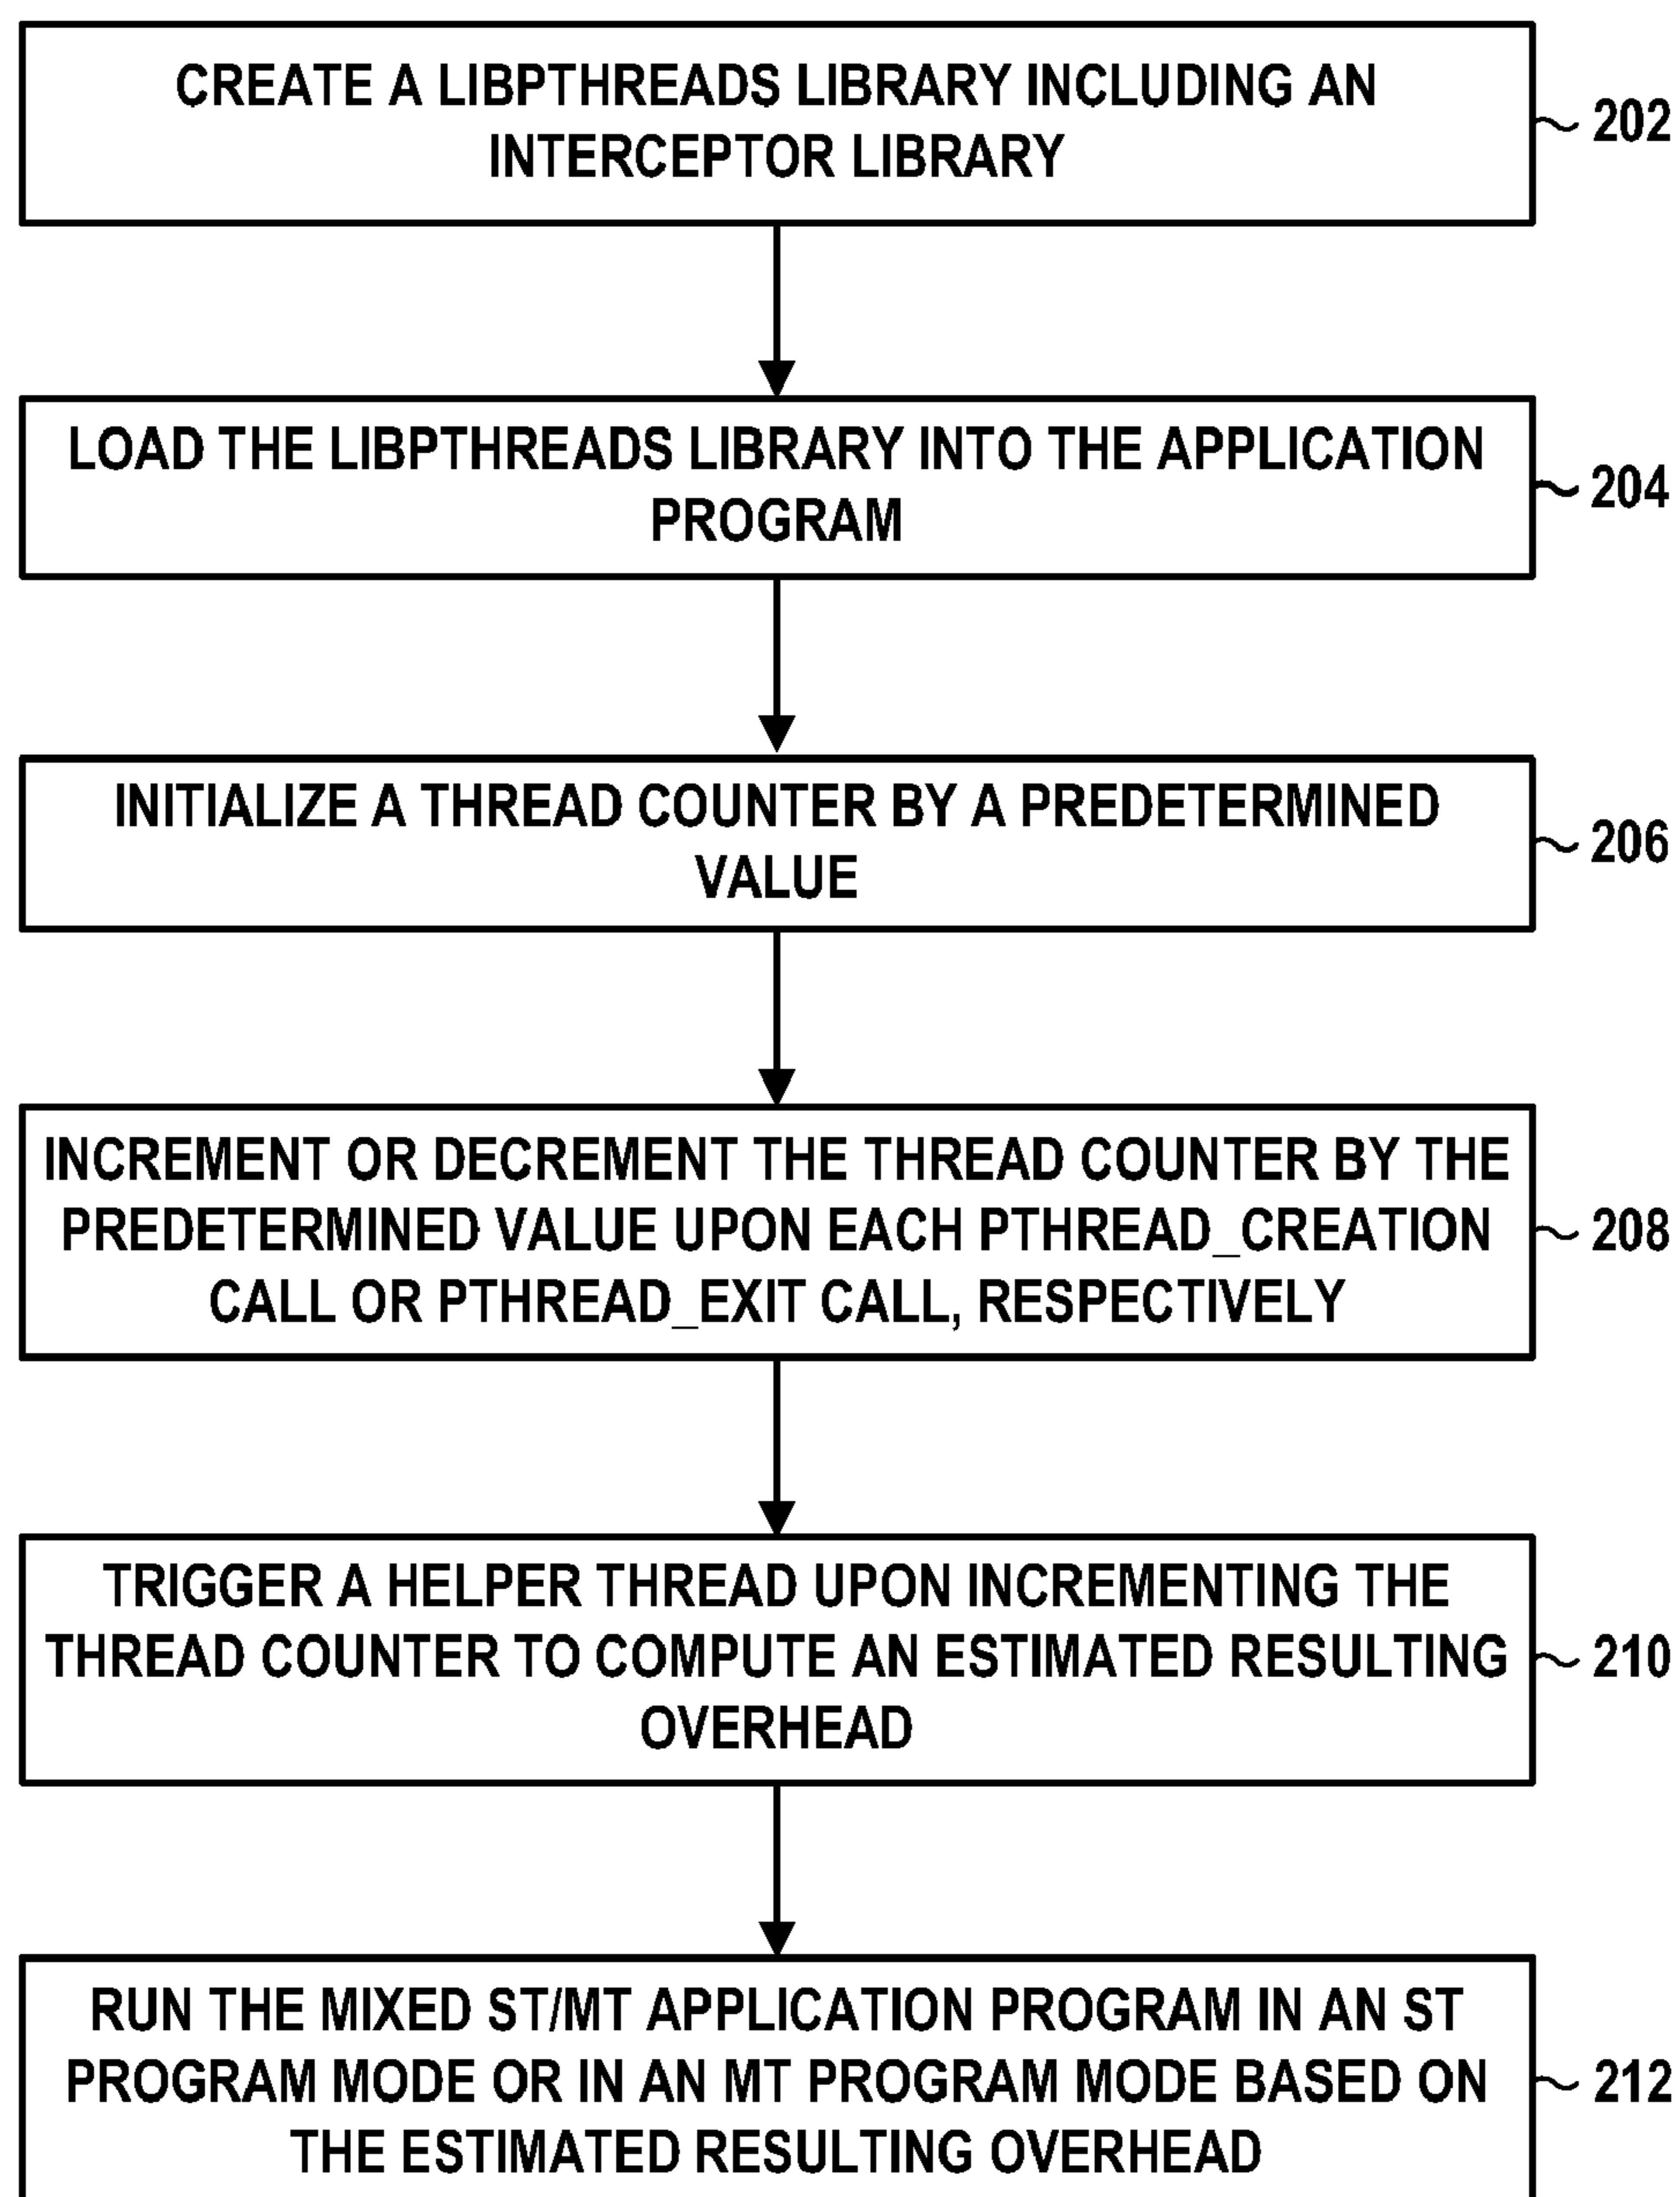 CREATE A LIBPTHREADS LIBRARY INCLUDING AN
INTERCEPTOR LIBRARY
202
LOAD THE LIBPTHREADS LIBRARY INTO THE APPLICATION
PROGRAM
204
INITIALIZE A THREAD COUNTER BY A PREDETERMINED
VALUE
206
INCREMENT OR DECREMENT THE THREAD COUNTER BY THE
PREDETERMINED VALUE UPON EACH PTHREAD_CREATION
CALL OR PTHREAD_EXIT CALL, RESPECTIVELY
208
TRIGGER A HELPER THREAD UPON INCREMENTING THE
THREAD COUNTER TO COMPUTE AN ESTIMATED RESULTING
OVERHEAD
210
RUN THE MIXED ST/MT APPLICATION PROGRAM IN AN ST
PROGRAM MODE OR IN AN MT PROGRAM MODE BASED ON
THE ESTIMATED RESULTING OVERHEAD
212